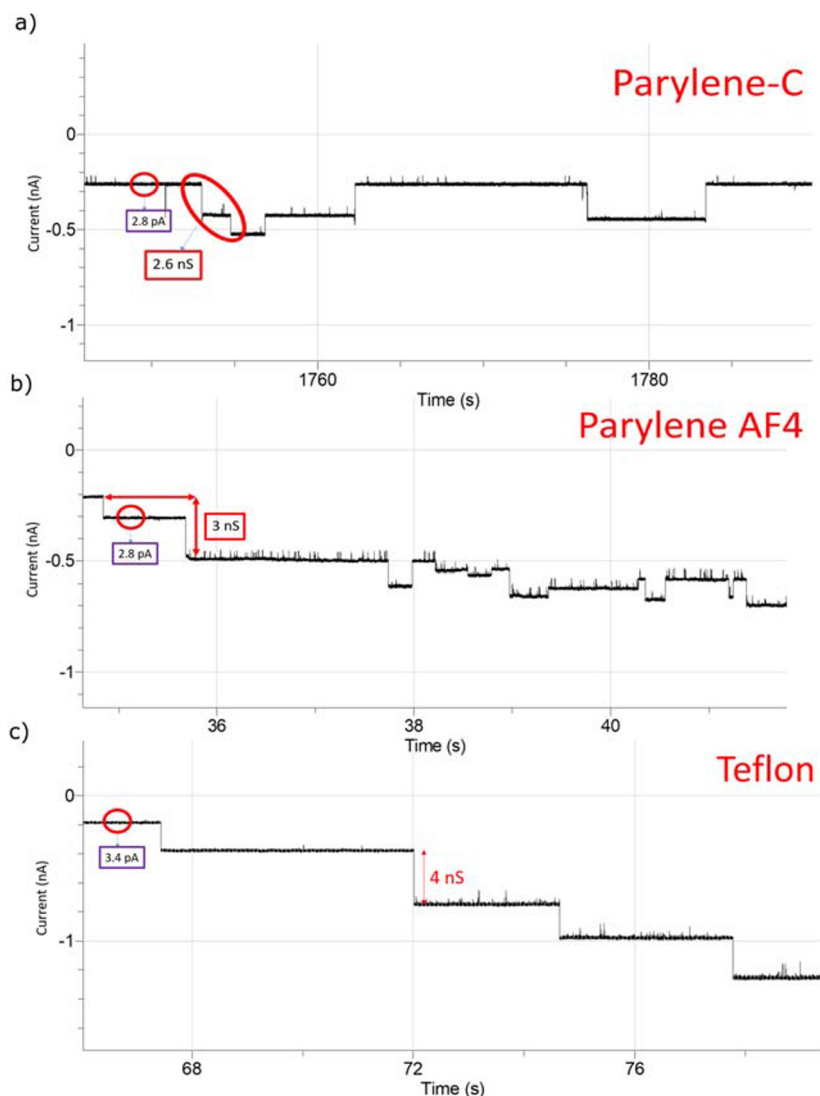 a)
Parylene-C
0
-0.5
-1
Current (nA)
2.8 pA
2.6 nS
1760
1780
Time (s)
b)
Parylene AF4
0
-0.5
-1
Current (nA)
3 nS
2.8 pA
36
38
40
Time (s)
c)
Teflon
0
-1
Current (nA)
3.4 pA
4 nS
68
72
76
Time (s)